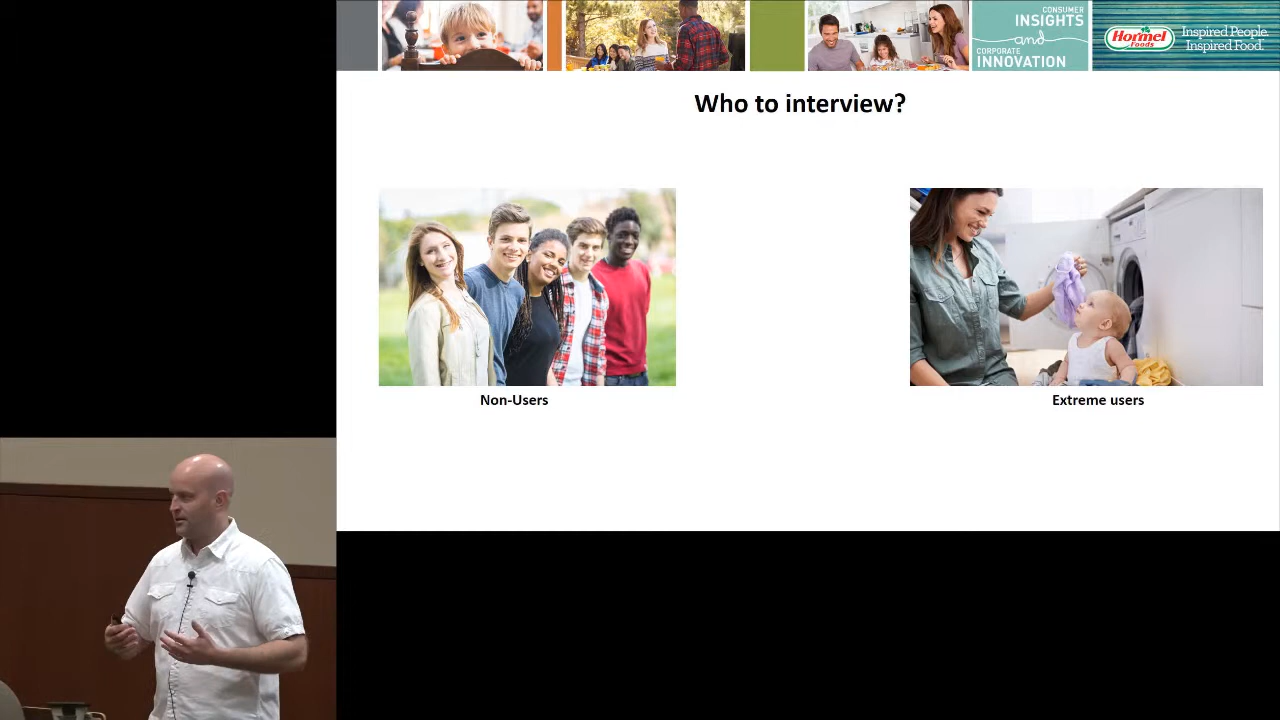 CONSUMER
INSIGHTS
and
CORPORATE
INNOVATION
Hormel
Foods
Inspired People.
Inspired Food.
Who to interview?
Non-Users
Extreme users